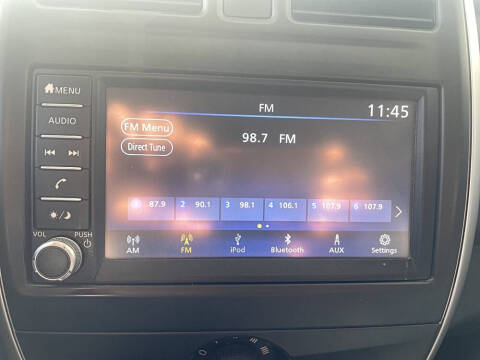 MENU
AUDIO
VOL PUSH
FM
11:45
FM Menu
98.7 FM
Direct Tune
1 87.9 2 90.1 3 98.1 4 106.1 5 107.9 6 107.9
AM FM iPod Bluetooth AUX Settings